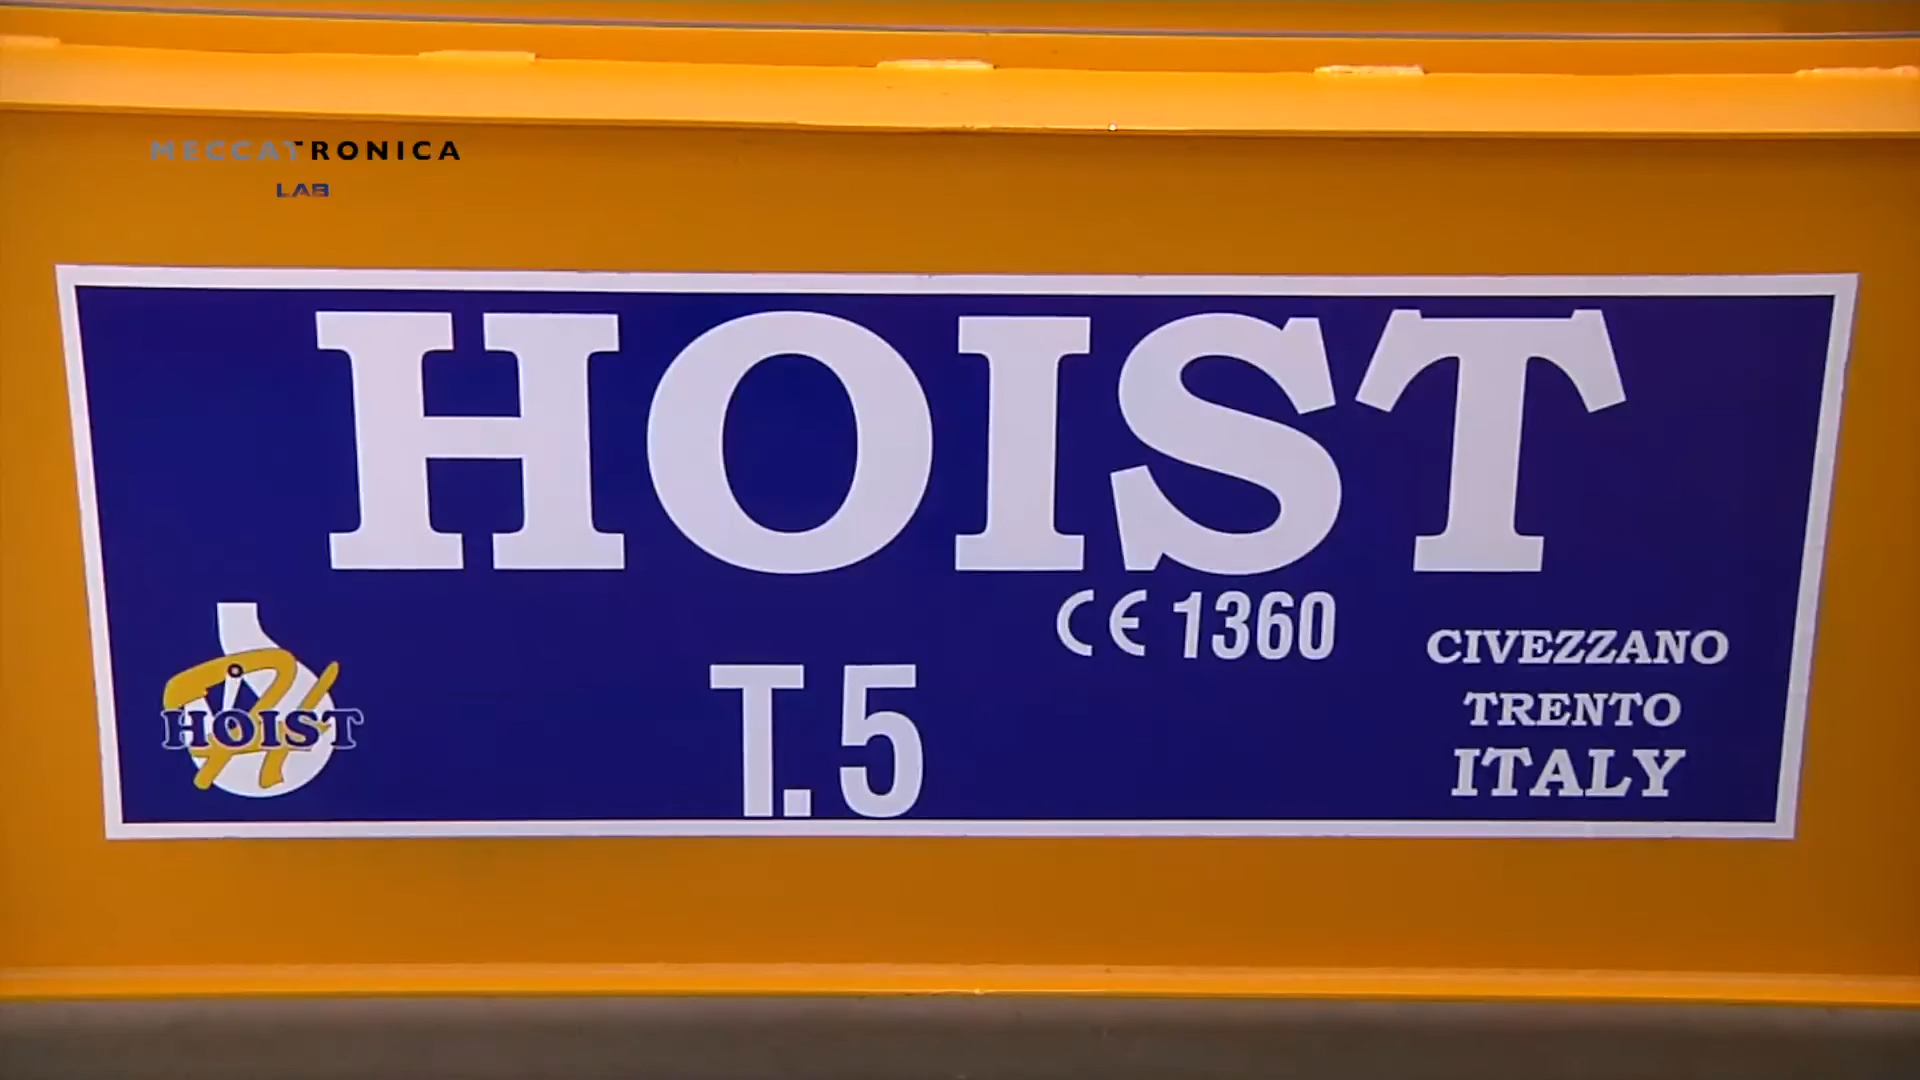 MECCATRONICA
LAB
HOIST
CE 1360
T. 5
CIVEZZANO
TRENTO
ITALY
HOIST